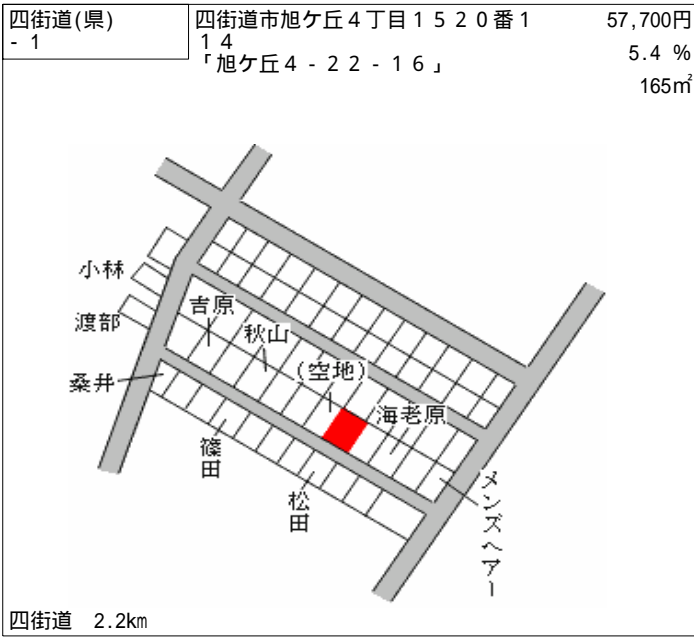 四街道(県)
- 1
四街道市旭ケ丘４丁目１５２０番１
１４
「旭ケ丘４-２２-１６」
57,700円
5.4 %
165㎡
小林
渡部
吉原
秋山
(空地)
桑井
海老原
篠田
松田
メンズヘアー
四街道 2.2km